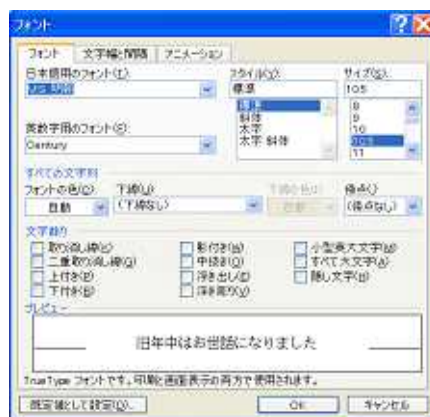 フォント
フォント 文字幅と間隔 アニメーション
日本語用のフォント(T): スタイル(Y): サイズ(S):
MS 明朝 標準 10.5
標準 8
斜体 9
太字 10
太字 斜体 10.5
11
英数字用のフォント(F):
Century
すべての文字列
フォントの色(C): 下線(U): 下線の色(I): 傍点(:)
自動 (下線なし) 自動 (傍点なし)
文字飾り
取り消し線(K) 影付き(W) 小型英大文字(M)
二重取り消し線(G) 中抜き(O) すべて大文字(A)
上付き(P) 浮き出し(E) 隠し文字(H)
下付き(B) 浮き彫り(V)
プレビュー
旧年中はお世話になりました
TrueType フォントです。印刷と画面表示の両方で使用されます。
既定値として設定(D)... OK キャンセル